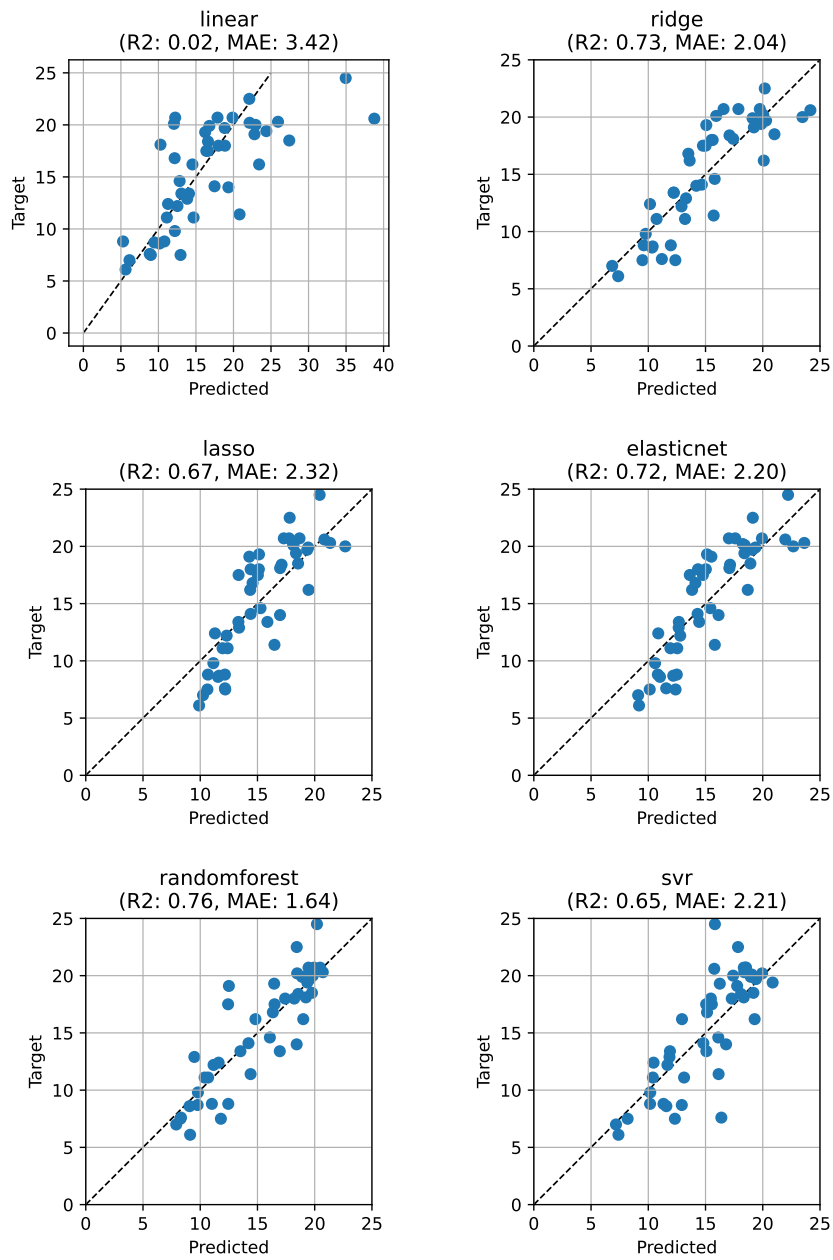 linear
(R2: 0.02, MAE: 3.42)
25
20
15
10
5
0
Target
0 5 10 15 20 25 30 35 40
Predicted
ridge
(R2: 0.73, MAE: 2.04)
25
20
15
10
5
0
Target
0 5 10 15 20 25
Predicted
lasso
(R2: 0.67, MAE: 2.32)
25
20
15
10
5
0
Target
0 5 10 15 20 25
Predicted
elasticnet
(R2: 0.72, MAE: 2.20)
25
20
15
10
5
0
Target
0 5 10 15 20 25
Predicted
randomforest
(R2: 0.76, MAE: 1.64)
25
20
15
10
5
0
Target
0 5 10 15 20 25
Predicted
svr
(R2: 0.65, MAE: 2.21)
25
20
15
10
5
0
Target
0 5 10 15 20 25
Predicted